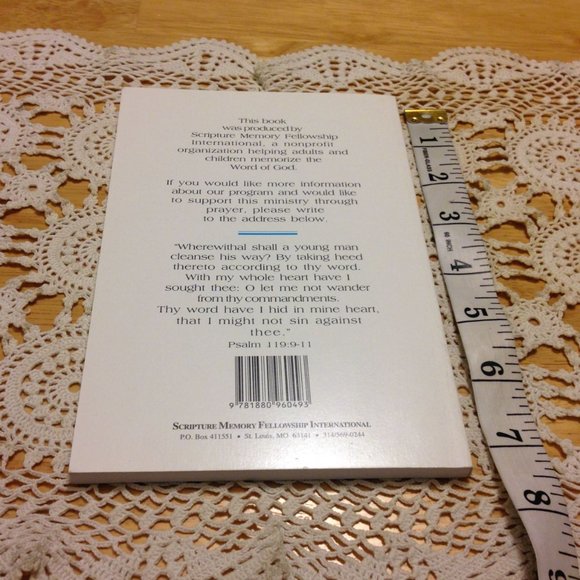 This book
was produced by
Scripture Memory Fellowship
International, a nonprofit
organization helping adults and
children memorize the
Word of God.
If you would like more information
about our program and would like
to support this ministry through
prayer, please write
to the address below.
"Wherewithal shall a young man
cleanse his way? By taking heed
thereto according to thy word.
With my whole heart have I
sought thee: O let me not wander
from thy commandments.
Thy word have I hid in mine heart,
that I might not sin against
thee."
Psalm 119:9-11
9 781880 960493
SCRIPTURE MEMORY FELLOWSHIP INTERNATIONAL
P.O. Box 411551 • St. Louis, MO 63141 • 314/569-0244
1
2
3
60 INCH
4
5
6
7
8
9